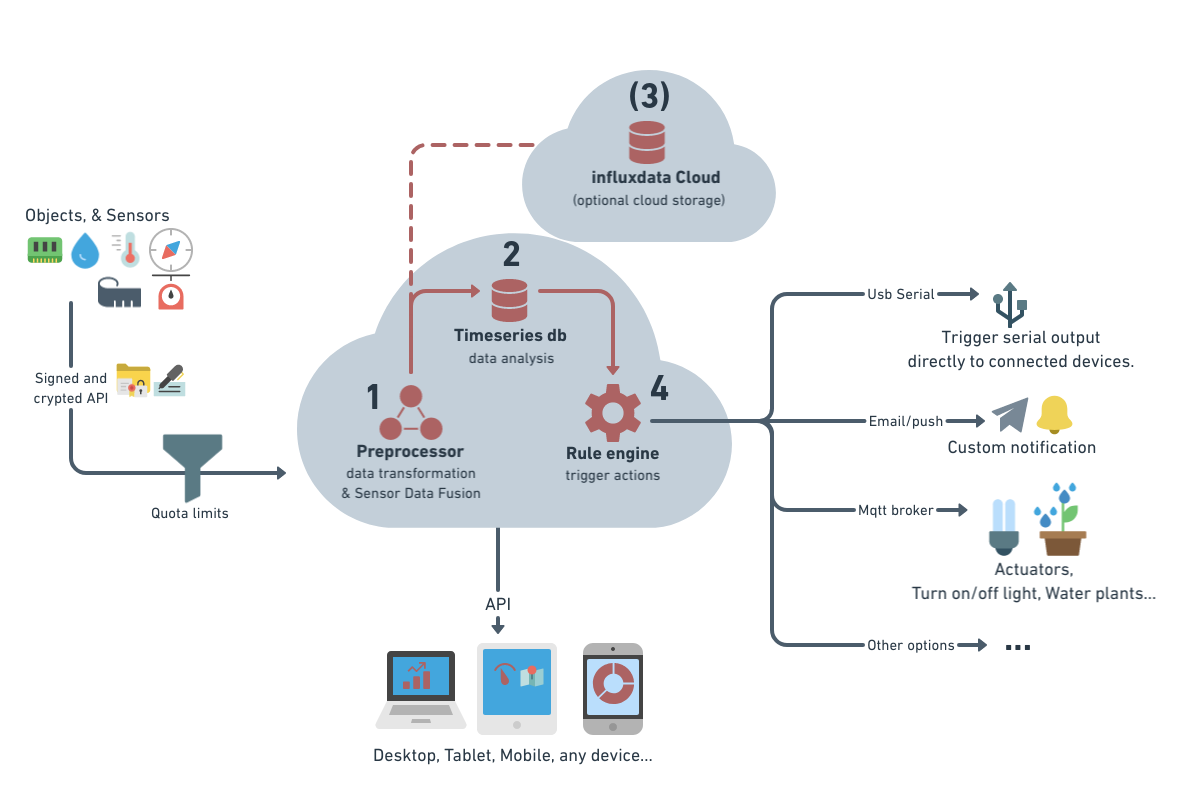 (3)
influxdata Cloud
(optional cloud storage)
Objects, & Sensors
Signed and
crypted API
Quota limits
2
Timeseries db
data analysis
1
Preprocessor
data transformation
& Sensor Data Fusion
4
Rule engine
trigger actions
Usb Serial
Trigger serial output
directly to connected devices.
Email/push
Custom notification
Mqtt broker
Actuators,
Turn on/off light, Water plants...
Other options
...
API
Desktop, Tablet, Mobile, any device...